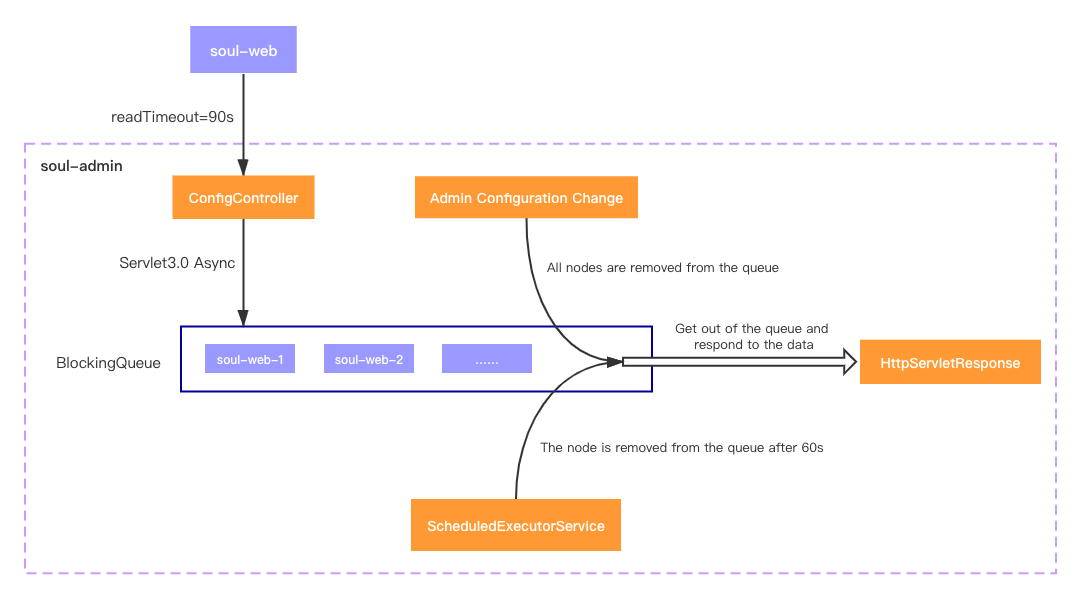 soul-web
readTimeout=90s
soul-admin
ConfigController
Admin Configuration Change
Servlet3.0 Async
All nodes are removed from the queue
BlockingQueue
soul-web-1
soul-web-2
......
Get out of the queue and
respond to the data
HttpServletResponse
The node is removed from the queue after 60s
ScheduledExecutorService